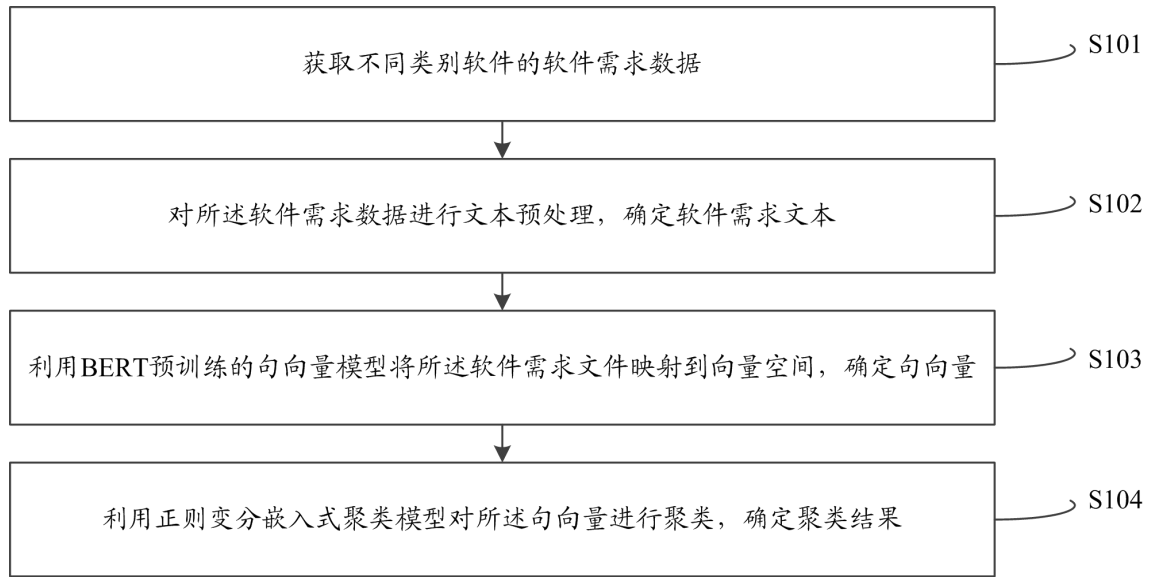 获取不同类别软件的软件需求数据
S101
对所述软件需求数据进行文本预处理，确定软件需求文本
S102
利用BERT预训练的句向量模型将所述软件需求文件映射到向量空间，确定句向量
S103
利用正则变分嵌入式聚类模型对所述句向量进行聚类，确定聚类结果
S104